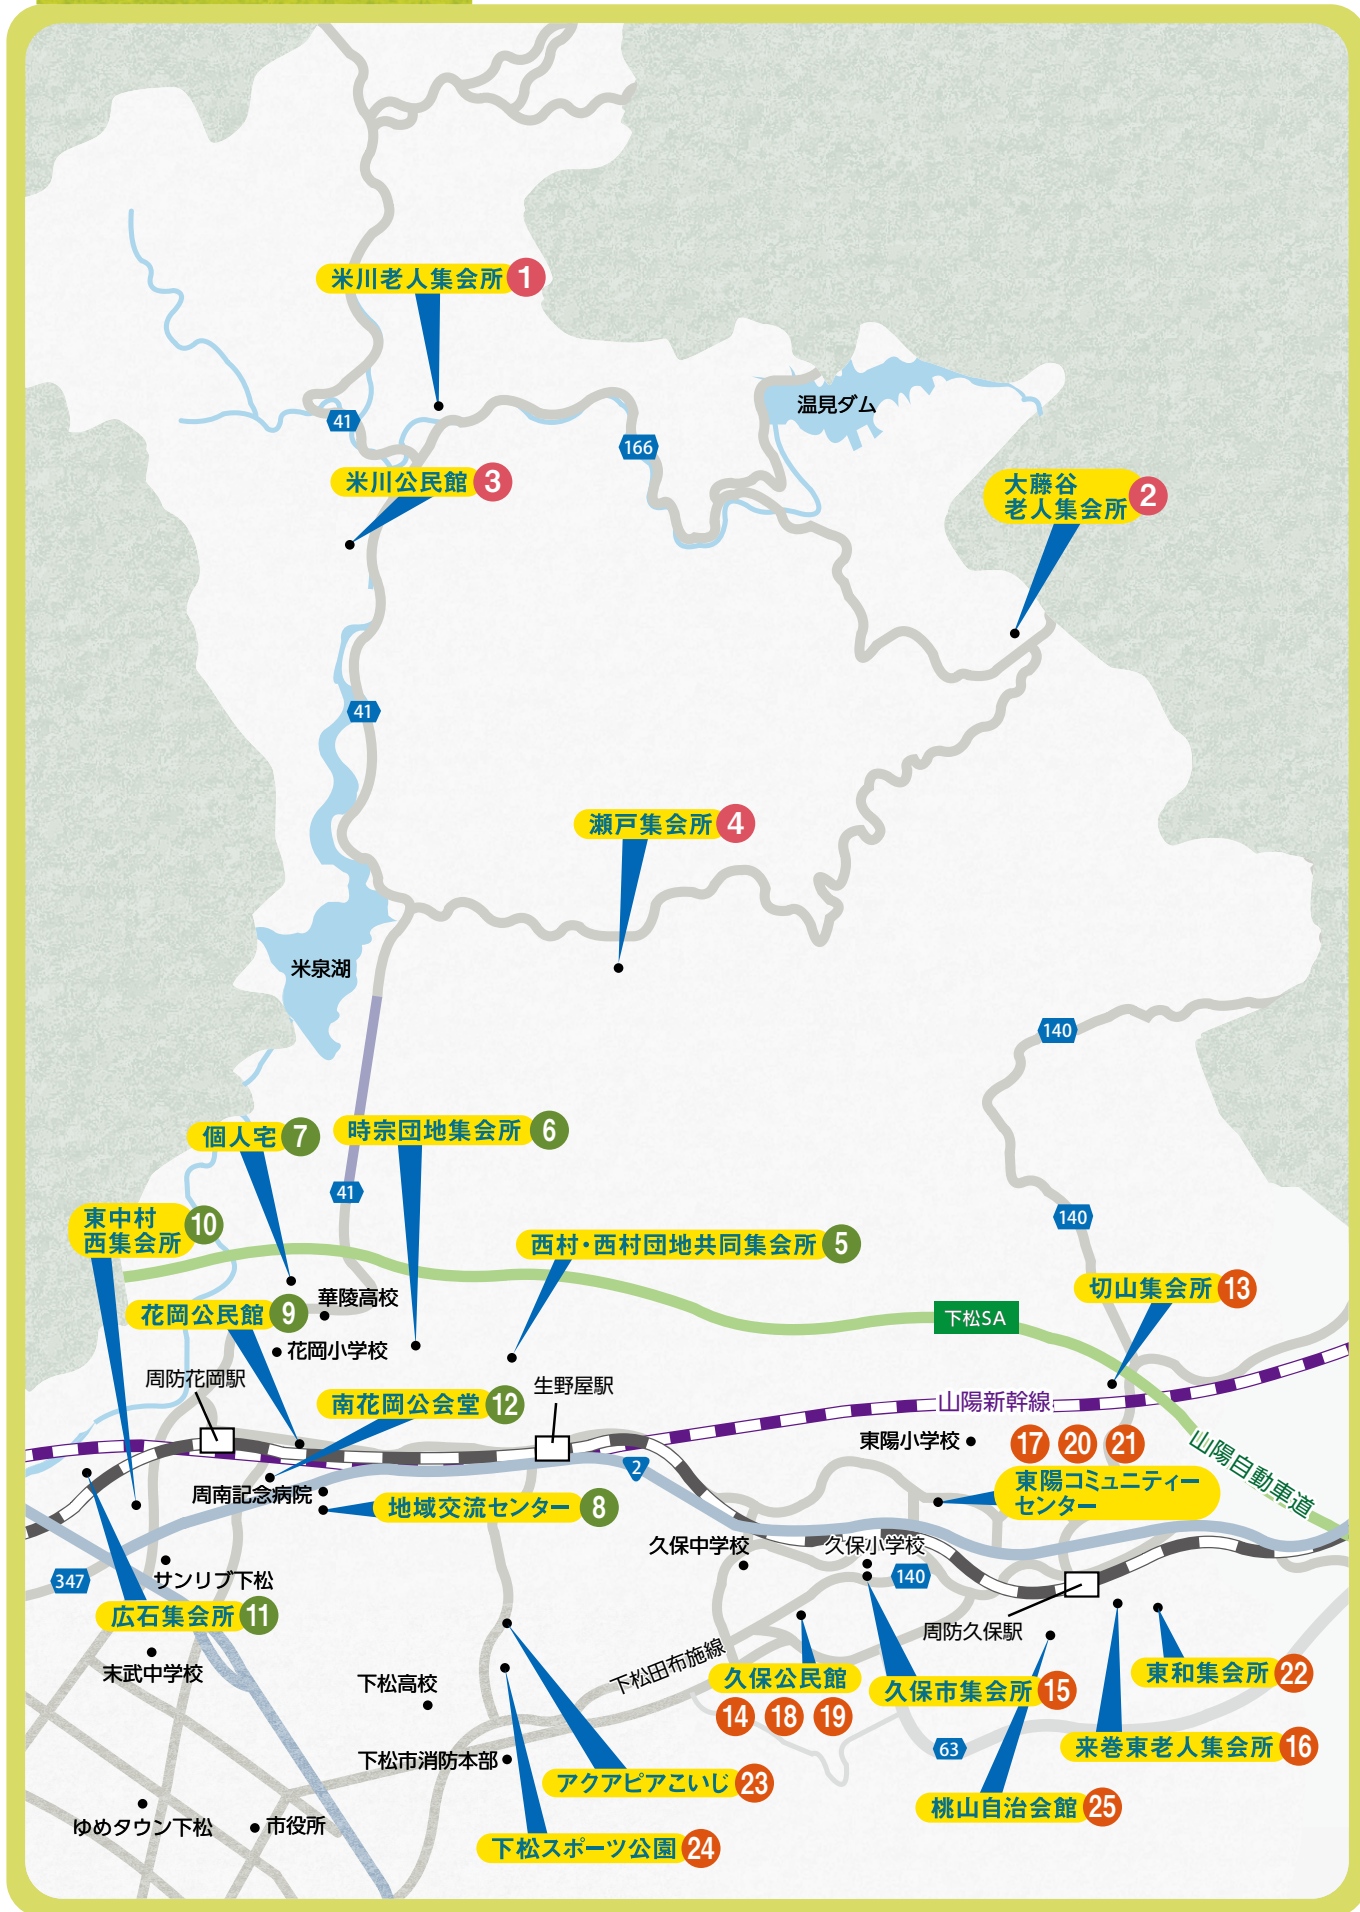 米川老人集会所 1
41
166
温見ダム
米川公民館 3
大藤谷
老人集会所 2
41
瀬戸集会所 4
米泉湖
140
個人宅 7
時宗団地集会所 6
41
東中村
西集会所 10
140
西村・西村団地共同集会所 5
切山集会所 13
華陵高校
花岡公民館 9
下松SA
花岡小学校
周防花岡駅
生野屋駅
南花岡公会堂 12
山陽新幹線
東陽小学校
17 20 21
山陽自動車道
2
東陽コミュニティー
センター
周南記念病院
地域交流センター 8
久保中学校
久保小学校
347
サンリブ下松
140
広石集会所 11
周防久保駅
末武中学校
下松高校
下松田布施線
久保公民館
14 18 19
久保市集会所 15
東和集会所 22
63
来巻東老人集会所 16
下松市消防本部
アクアピアこいじ 23
桃山自治会館 25
ゆめタウン下松
市役所
下松スポーツ公園 24